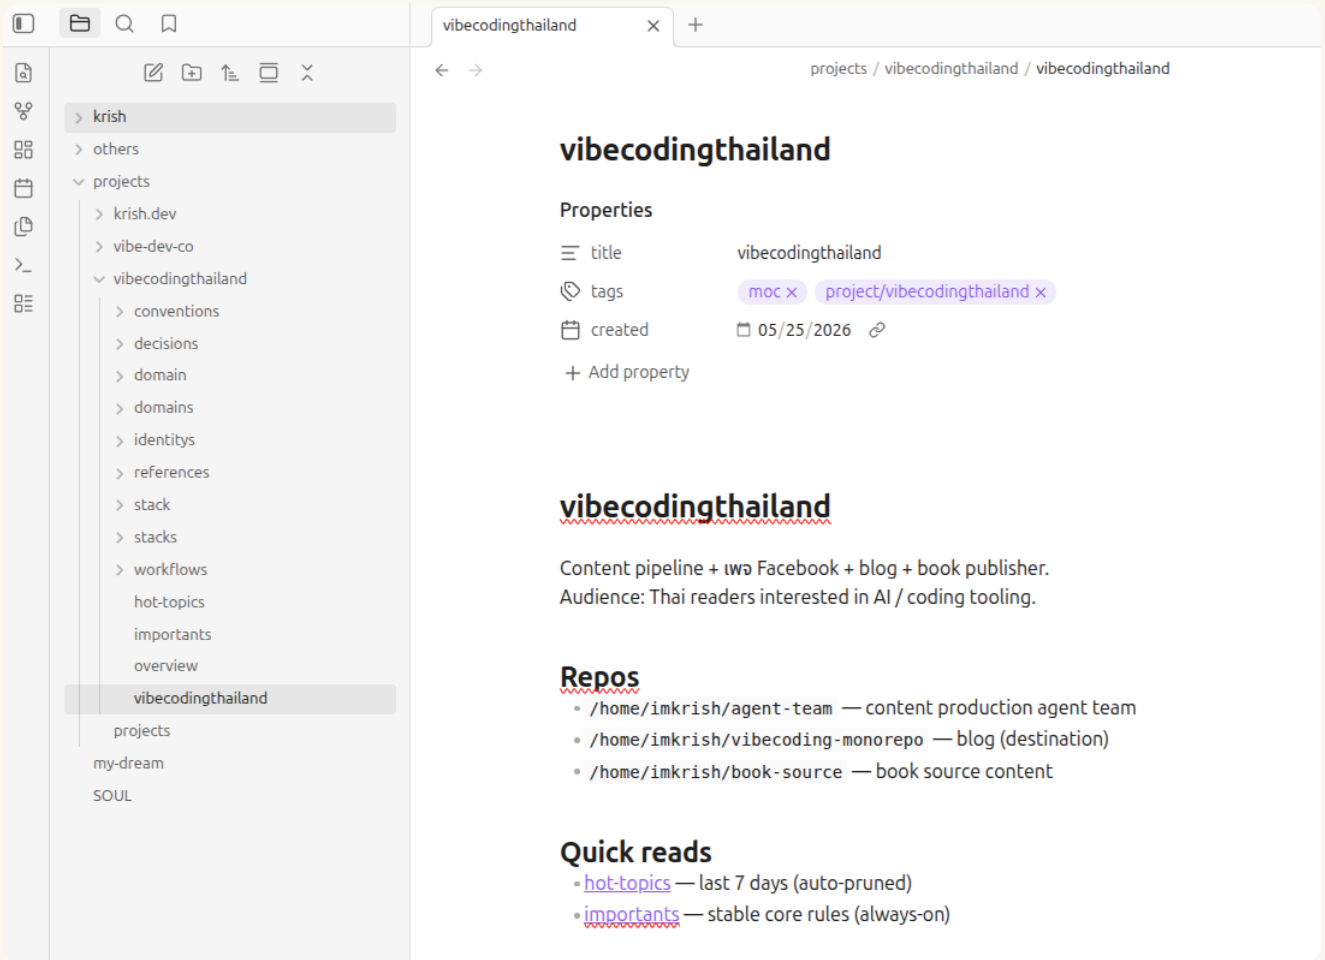 vibecodingthailand
projects / vibecodingthailand / vibecodingthailand
krish
others
projects
krish.dev
vibe-dev-co
vibecodingthailand
conventions
decisions
domain
domains
identitys
references
stack
stacks
workflows
hot-topics
importants
overview
vibecodingthailand
projects
my-dream
SOUL
vibecodingthailand
Properties
title vibecodingthailand
tags moc × project/vibecodingthailand ×
created 05/25/2026
+ Add property
vibecodingthailand
Content pipeline + เพจ Facebook + blog + book publisher.
Audience: Thai readers interested in AI / coding tooling.
Repos
• /home/imkrish/agent-team — content production agent team
• /home/imkrish/vibecoding-monorepo — blog (destination)
• /home/imkrish/book-source — book source content
Quick reads
• hot-topics — last 7 days (auto-pruned)
• importants — stable core rules (always-on)